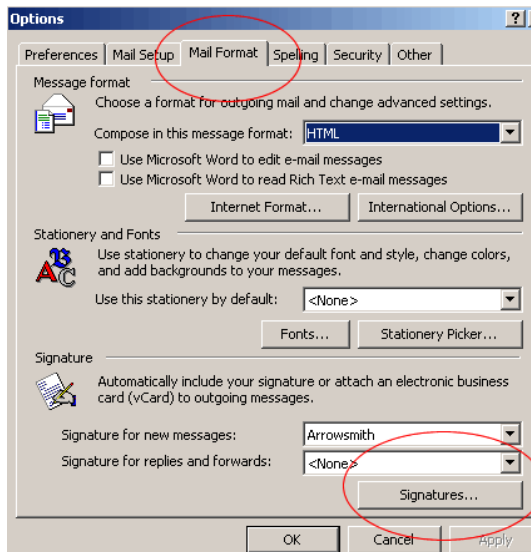 Options
Preferences Mail Setup Mail Format Spelling Security Other
Message format
Choose a format for outgoing mail and change advanced settings.
Compose in this message format: HTML
Use Microsoft Word to edit e-mail messages
Use Microsoft Word to read Rich Text e-mail messages
Internet Format... International Options...
Stationery and Fonts
Use stationery to change your default font and style, change colors,
and add backgrounds to your messages.
Use this stationery by default: <None>
Fonts... Stationery Picker...
Signature
Automatically include your signature or attach an electronic business
card (vCard) to outgoing messages.
Signature for new messages: Arrowsmith
Signature for replies and forwards: <None>
Signatures...
OK Cancel Apply